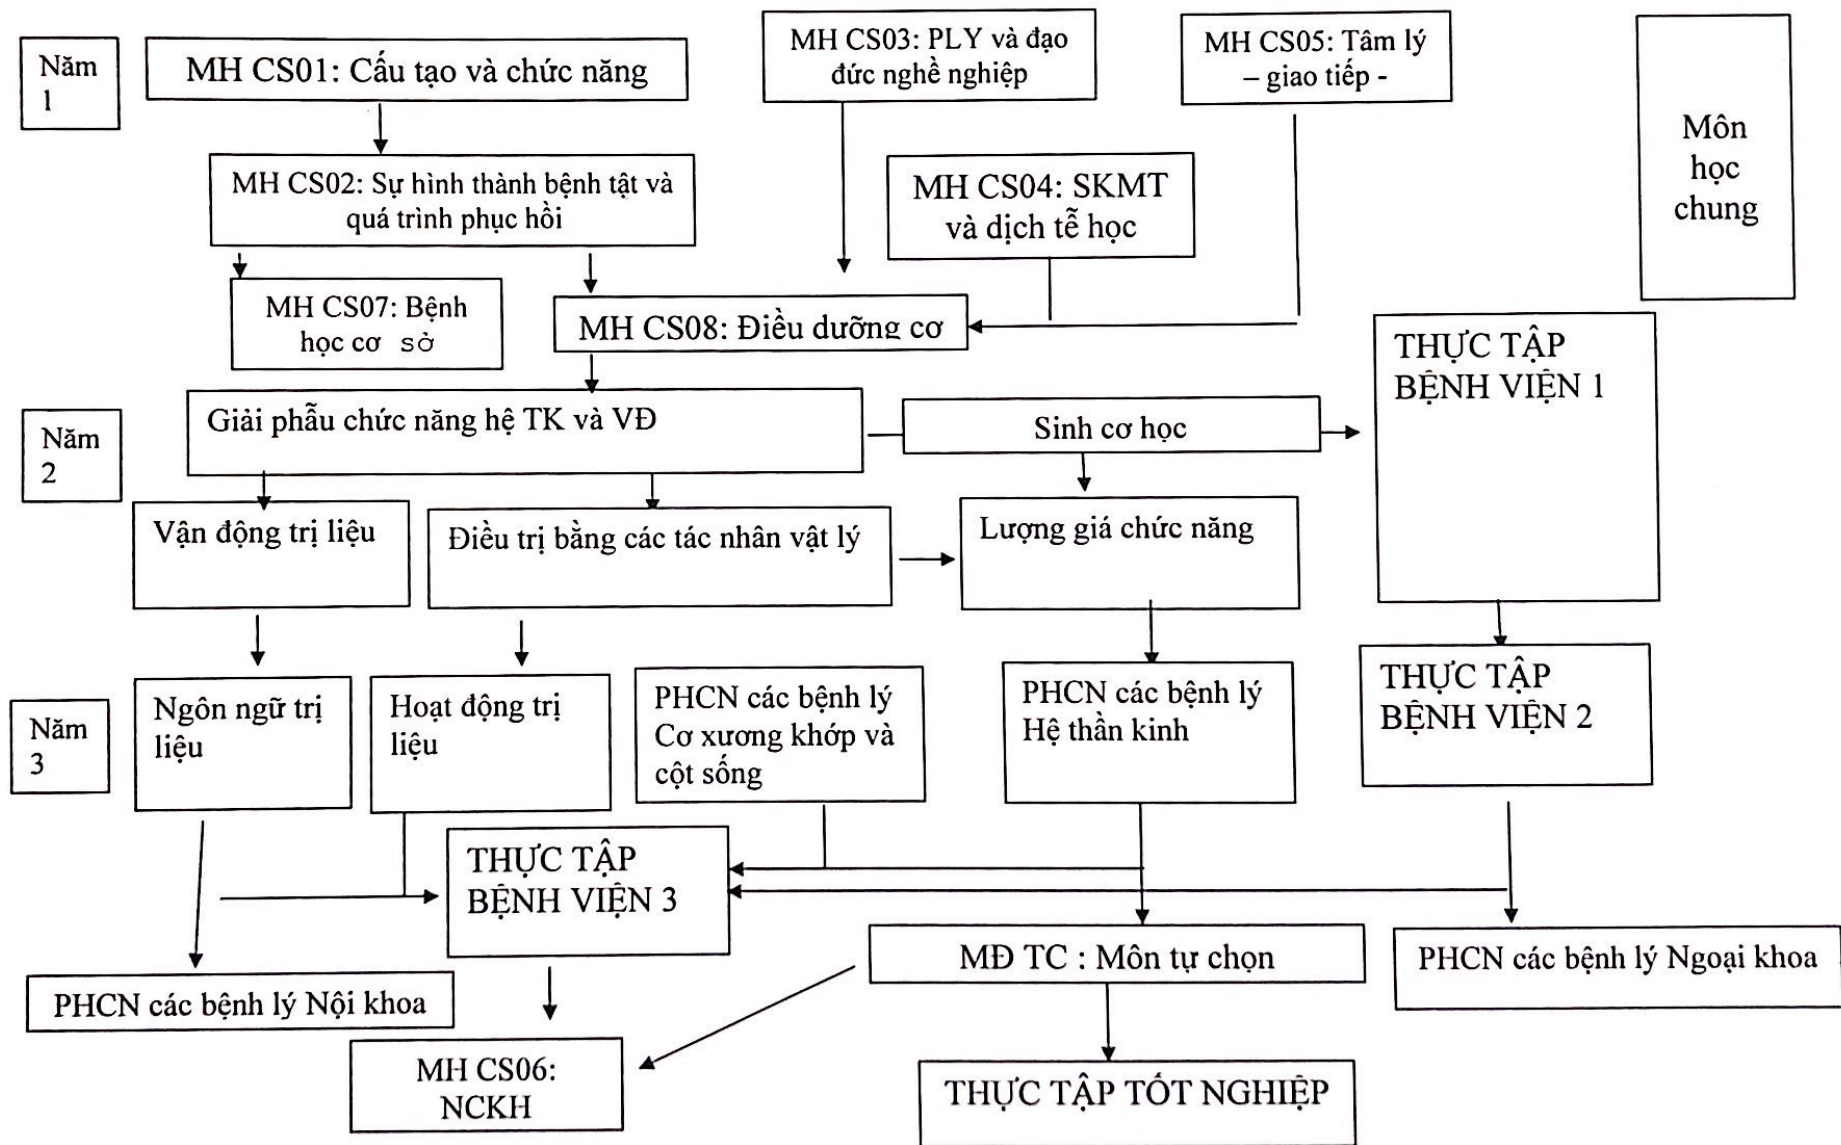 Năm
1
MH CS01: Cấu tạo và chức năng
MH CS03: PLY và đạo
đức nghề nghiệp
MH CS05: Tâm lý
– giao tiếp -
Môn
học
chung
MH CS02: Sự hình thành bệnh tật và
quá trình phục hồi
MH CS04: SKMT
và dịch tễ học
MH CS07: Bệnh
học cơ sở
MH CS08: Điều dưỡng cơ
THỰC TẬP
BỆNH VIỆN 1
Năm
2
Giải phẫu chức năng hệ TK và VĐ
Sinh cơ học
Vận động trị liệu
Điều trị bằng các tác nhân vật lý
Lượng giá chức năng
Năm
3
Ngôn ngữ trị
liệu
Hoạt động trị
liệu
PHCN các bệnh lý
Cơ xương khớp và
cột sống
PHCN các bệnh lý
Hệ thần kinh
THỰC TẬP
BỆNH VIỆN 2
THỰC TẬP
BỆNH VIỆN 3
MĐ TC : Môn tự chọn
PHCN các bệnh lý Ngoại khoa
PHCN các bệnh lý Nội khoa
MH CS06:
NCKH
THỰC TẬP TỐT NGHIỆP